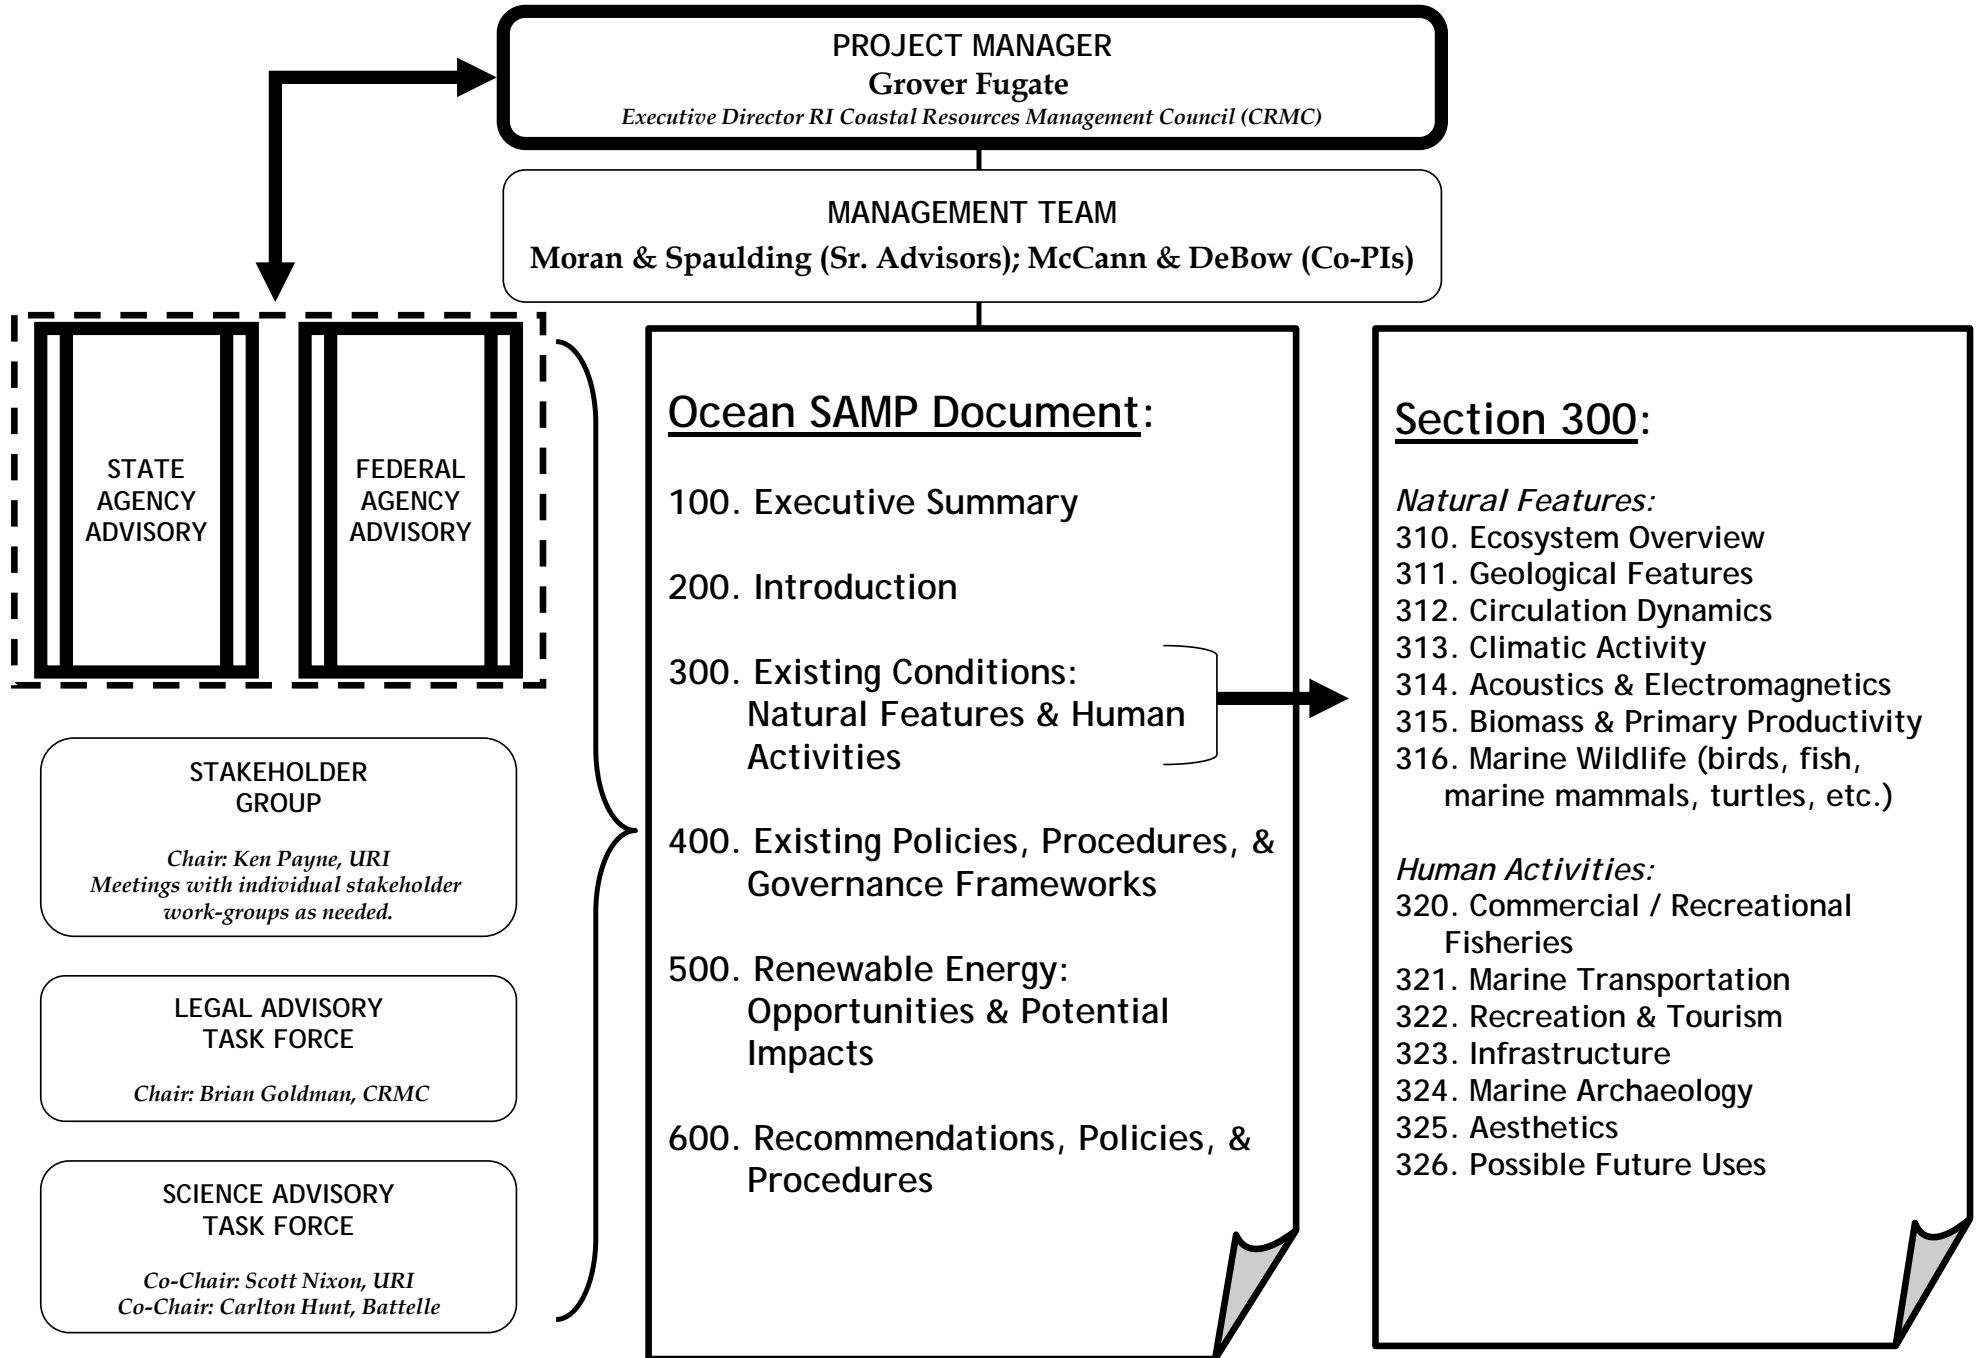 PROJECT MANAGER
Grover Fugate
Executive Director RI Coastal Resources Management Council (CRMC)
MANAGEMENT TEAM
Moran & Spaulding (Sr. Advisors); McCann & DeBow (Co-PIs)
STATE
AGENCY
ADVISORY
FEDERAL
AGENCY
ADVISORY
STAKEHOLDER
GROUP
Chair: Ken Payne, URI
Meetings with individual stakeholder
work-groups as needed.
LEGAL ADVISORY
TASK FORCE
Chair: Brian Goldman, CRMC
SCIENCE ADVISORY
TASK FORCE
Co-Chair: Scott Nixon, URI
Co-Chair: Carlton Hunt, Battelle
Ocean SAMP Document:
100. Executive Summary
200. Introduction
300. Existing Conditions:
Natural Features & Human
Activities
400. Existing Policies, Procedures, &
Governance Frameworks
500. Renewable Energy:
Opportunities & Potential
Impacts
600. Recommendations, Policies, &
Procedures
Section 300:
Natural Features:
310. Ecosystem Overview
311. Geological Features
312. Circulation Dynamics
313. Climatic Activity
314. Acoustics & Electromagnetics
315. Biomass & Primary Productivity
316. Marine Wildlife (birds, fish,
marine mammals, turtles, etc.)
Human Activities:
320. Commercial / Recreational
Fisheries
321. Marine Transportation
322. Recreation & Tourism
323. Infrastructure
324. Marine Archaeology
325. Aesthetics
326. Possible Future Uses